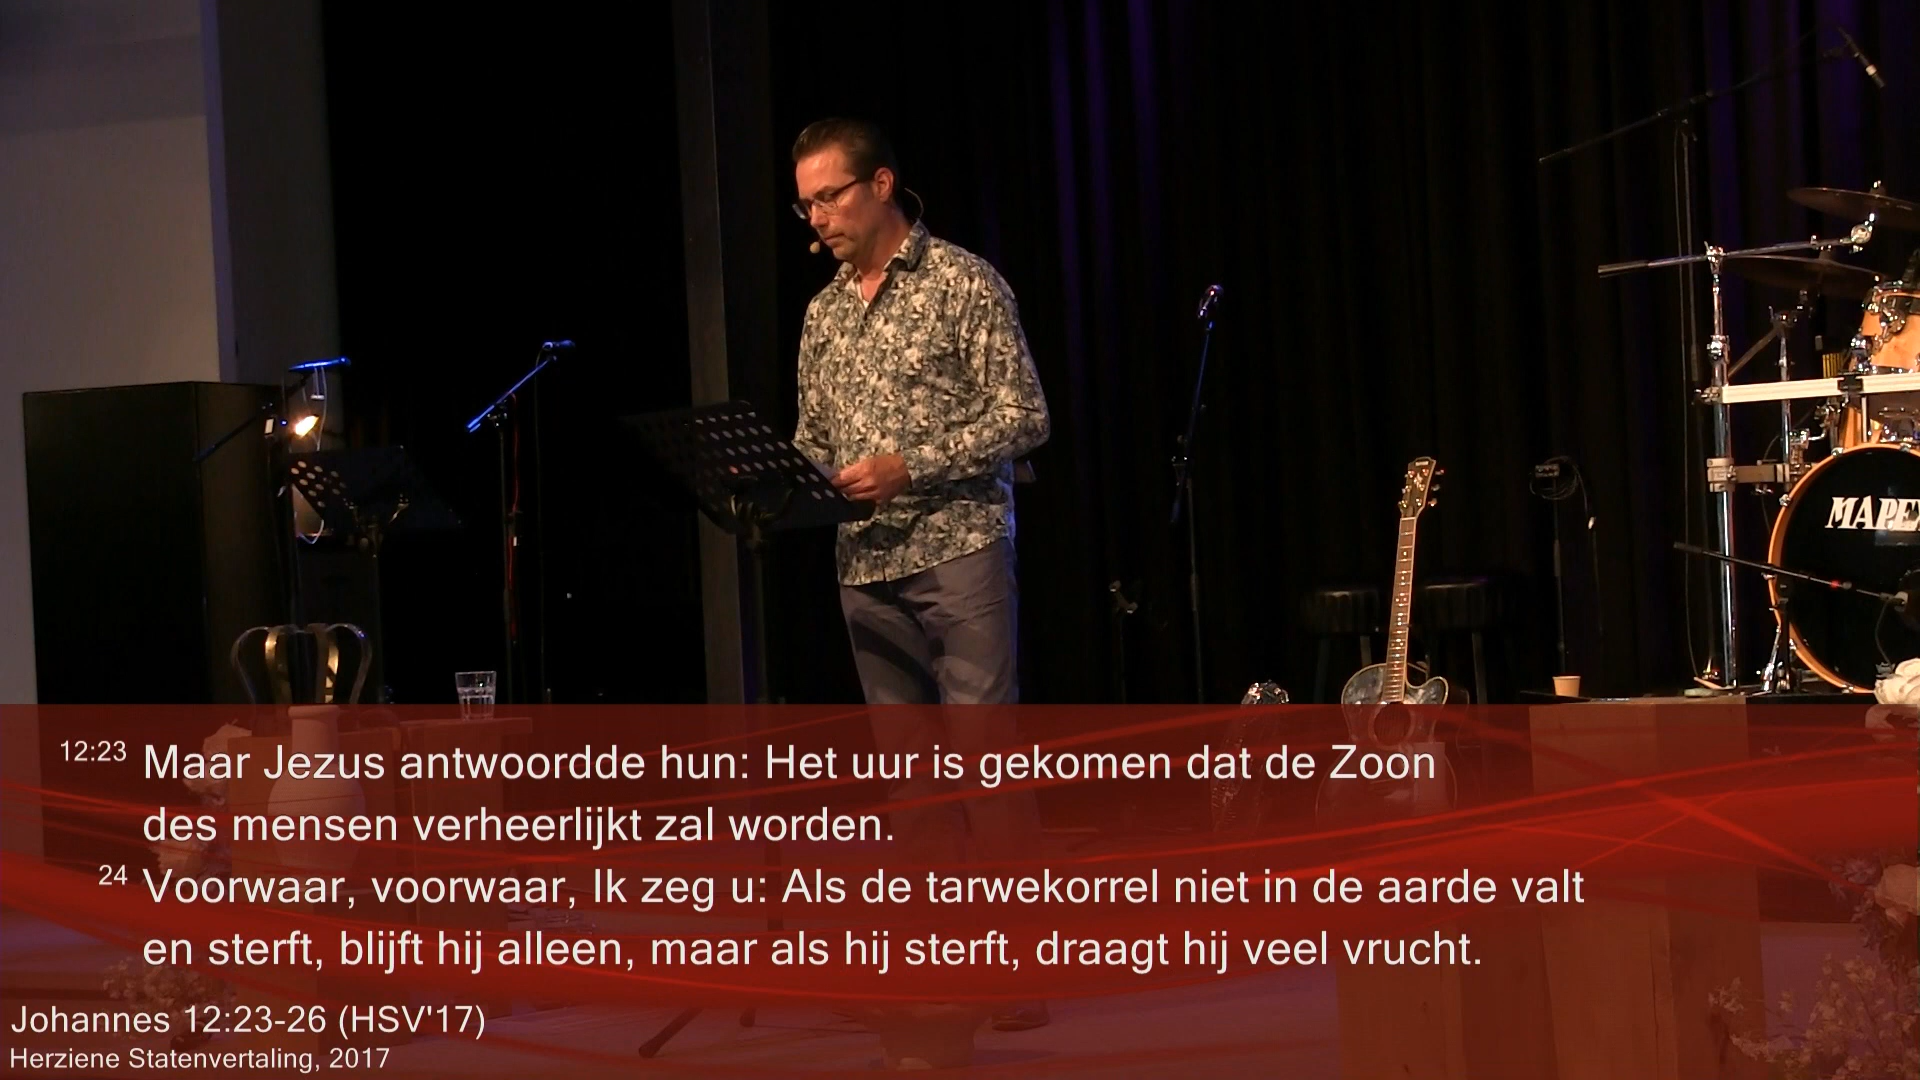 MAPEX
12:23 Maar Jezus antwoordde hun: Het uur is gekomen dat de Zoon
des mensen verheerlijkt zal worden.
24 Voorwaar, voorwaar, Ik zeg u: Als de tarwekorrel niet in de aarde valt
en sterft, blijft hij alleen, maar als hij sterft, draagt hij veel vrucht.
Johannes 12:23-26 (HSV'17)
Herziene Statenvertaling, 2017